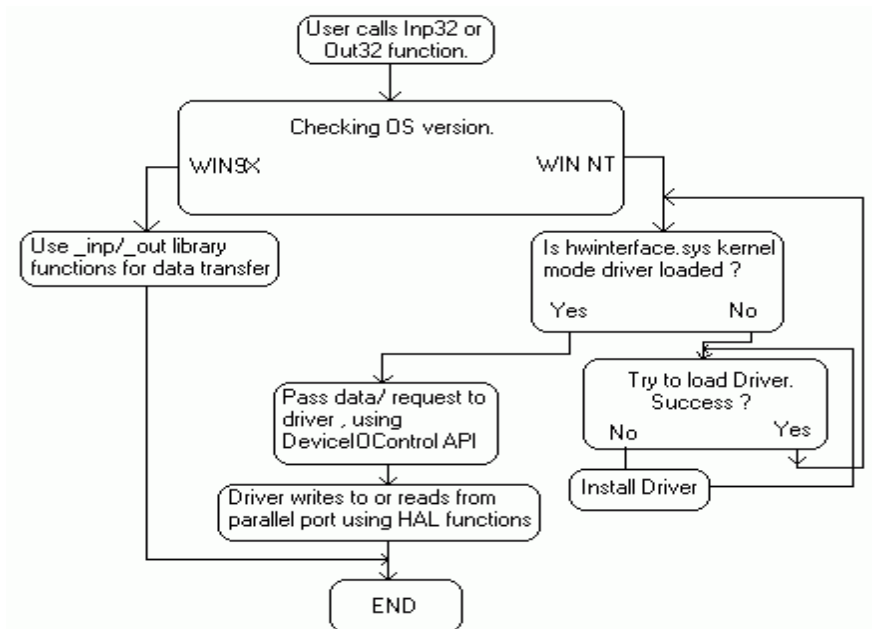 User calls Inp32 or
Out32 function.
Checking OS version.
WIN9X
WIN NT
Use _inp/_out library
functions for data transfer
Is hwinterface.sys kernel
mode driver loaded ?
Yes
No
Pass data/ request to
driver , using
DeviceIOControl API
Try to load Driver.
Success ?
No
Yes
Install Driver
Driver writes to or reads from
parallel port using HAL functions
END